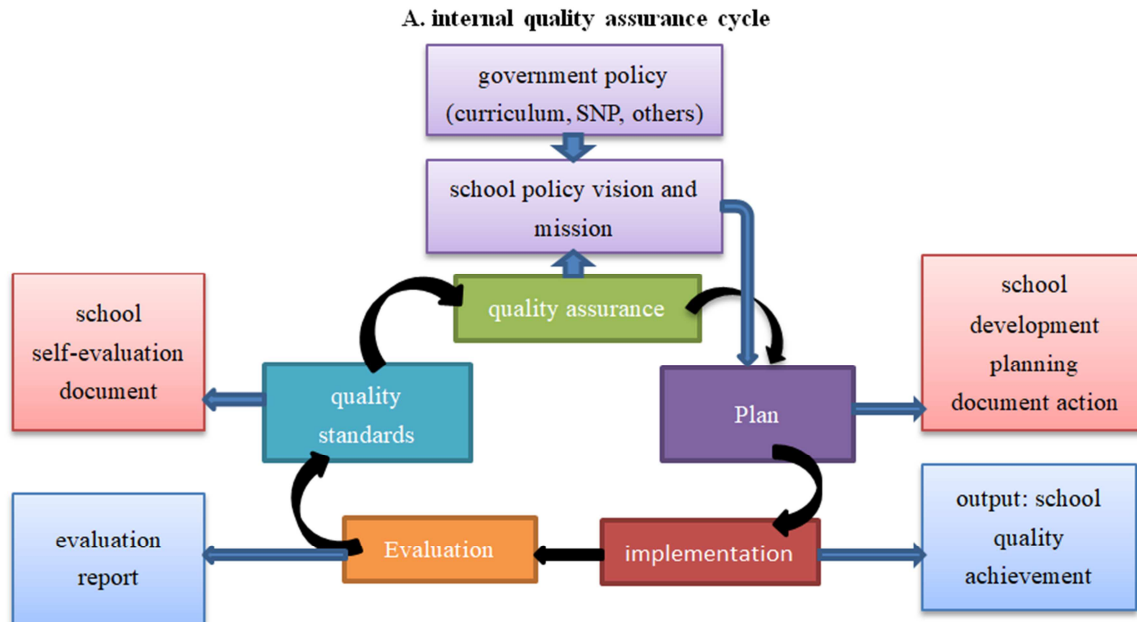 A. internal quality assurance cycle
government policy
(curriculum, SNP, others)
school policy vision and
mission
quality assurance
school
self-evaluation
document
quality
standards
Plan
school
development
planning
document action
evaluation
report
Evaluation
implementation
output: school
quality
achievement